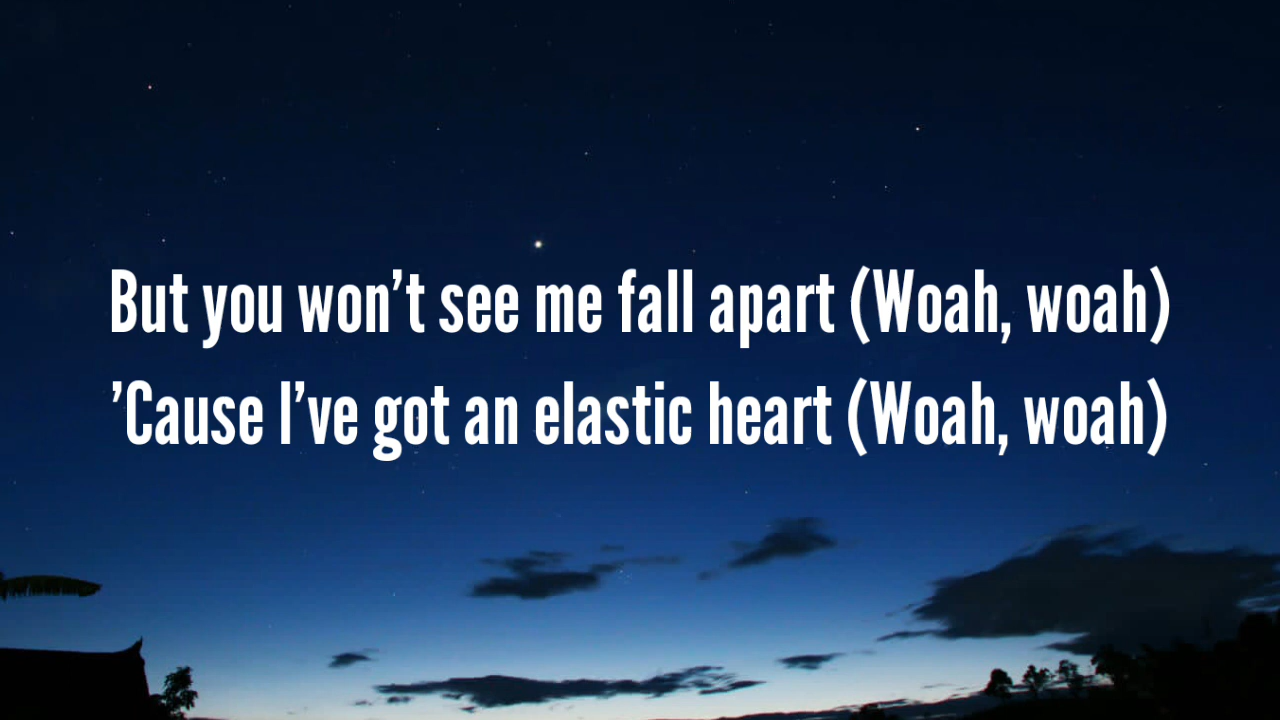 But you won’t see me fall apart (Woah, woah)
’Cause I’ve got an elastic heart (Woah, woah)